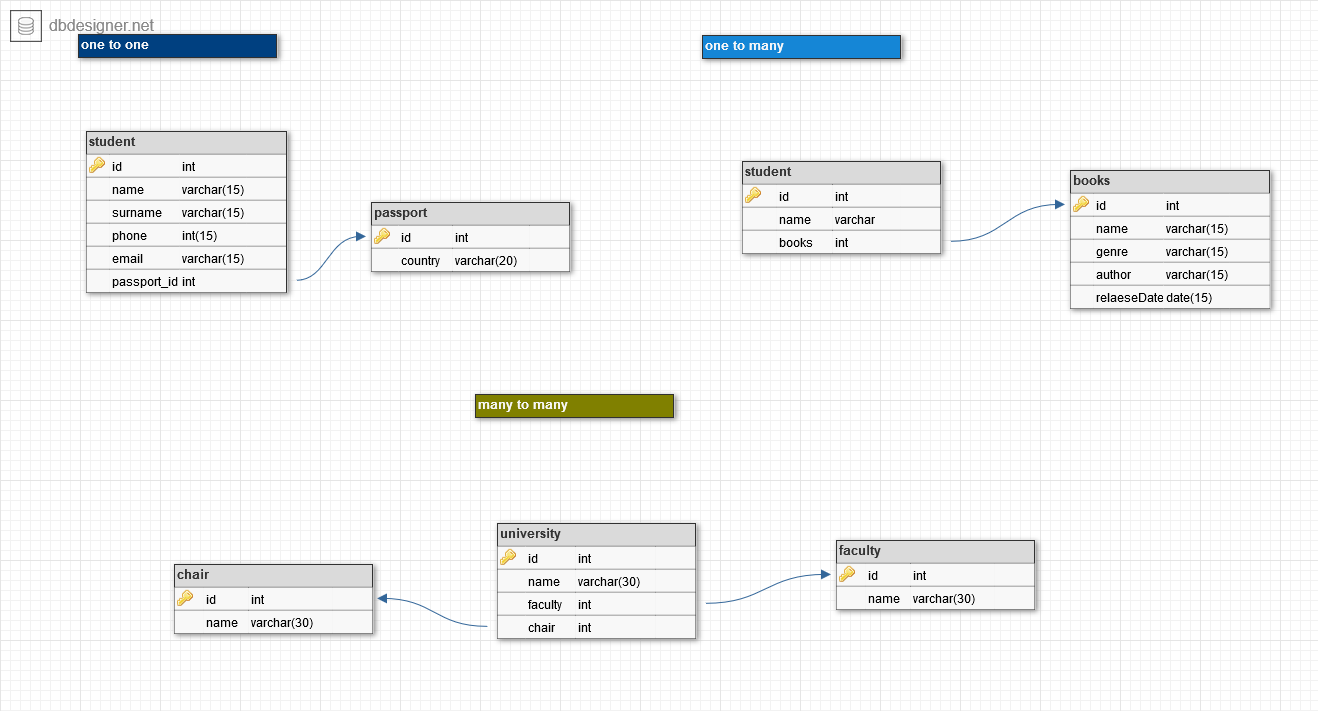 dbdesigner.net
one to one
one to many
student
id int
name varchar(15)
surname varchar(15)
phone int(15)
email varchar(15)
passport_id int
passport
id int
country varchar(20)
student
id int
name varchar
books int
books
id int
name varchar(15)
genre varchar(15)
author varchar(15)
relaeseDate date(15)
many to many
chair
id int
name varchar(30)
university
id int
name varchar(30)
faculty int
chair int
faculty
id int
name varchar(30)